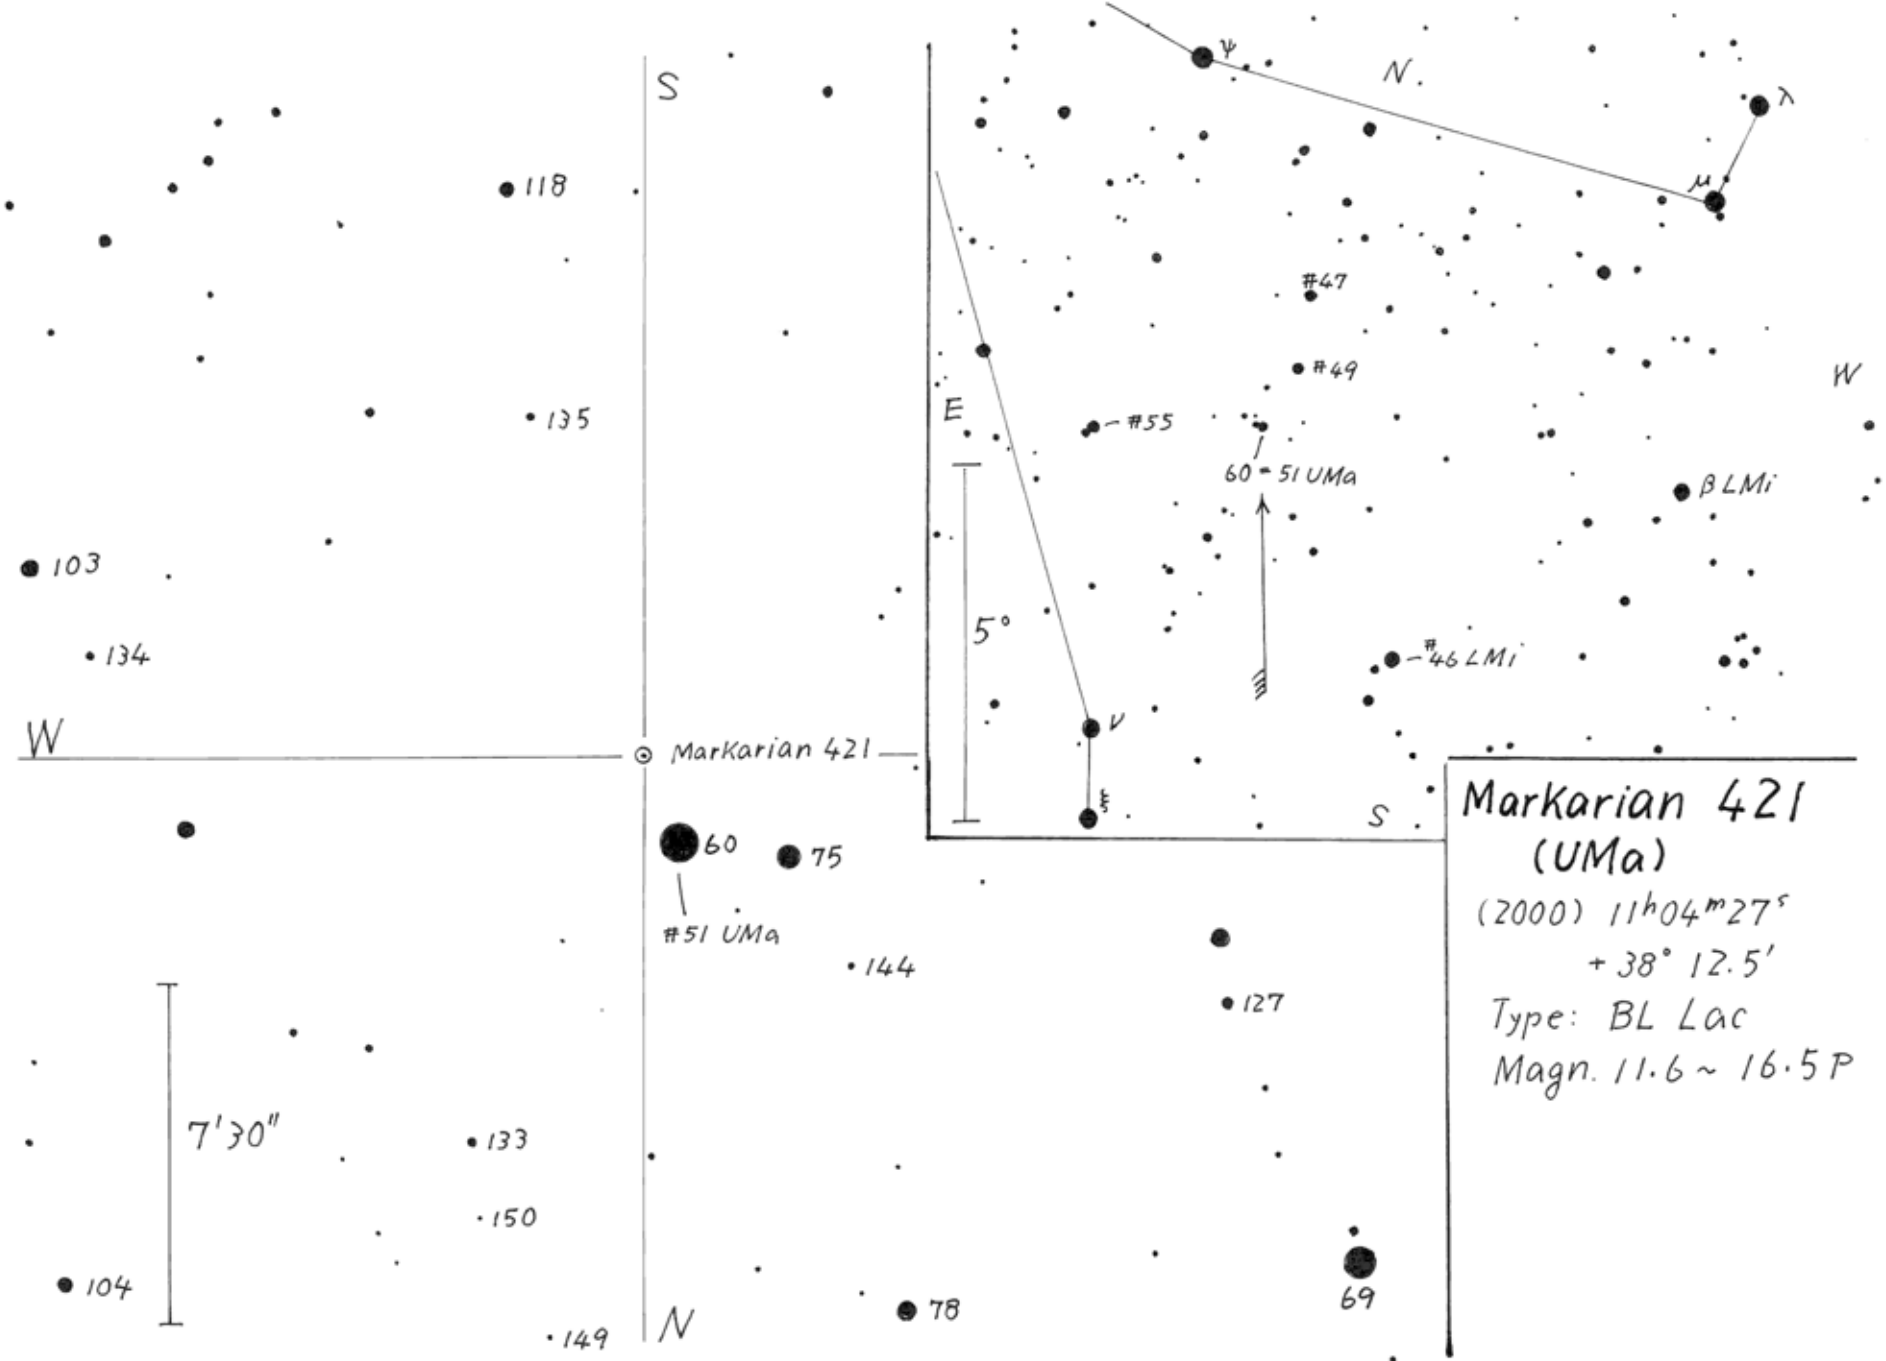 S
118
135
103
134
W
Markarian 421
60
75
#51 UMa
144
127
7'30"
133
150
104
149
N
78
69
ψ
N.
λ
μ
#47
#49
W
E
#55
60=51 UMa
β LMi
5°
#46 LMi
ν
ξ
S
Markarian 421
(UMa)
(2000) 11h04m27s
+38° 12.5'
Type: BL Lac
Magn. 11.6 ~ 16.5 P